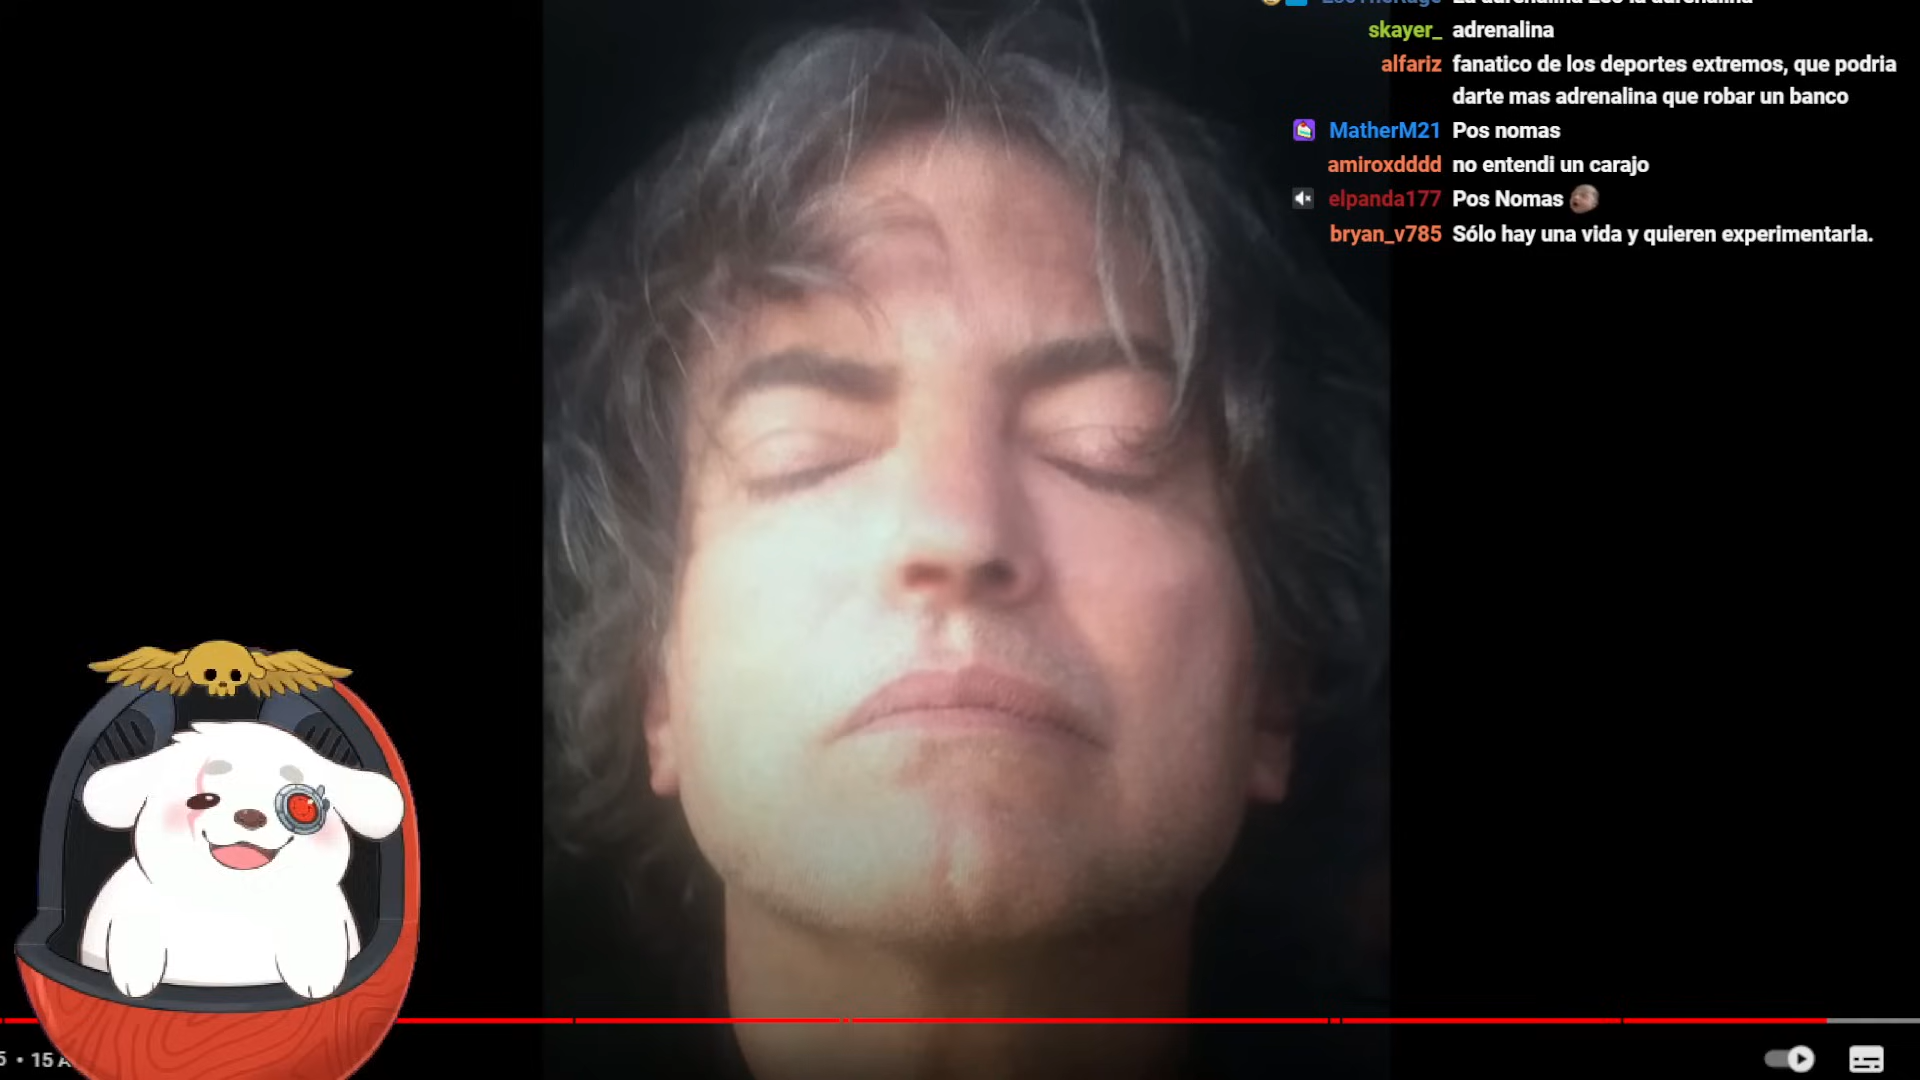 skayer_ adrenalina
alfariz fanatico de los deportes extremos, que podria
darte mas adrenalina que robar un banco
MatherM21 Pos nomas
amiroxdddd no entendi un carajo
elpanda177 Pos Nomas
bryan_v785 Sólo hay una vida y quieren experimentarla.
• 15